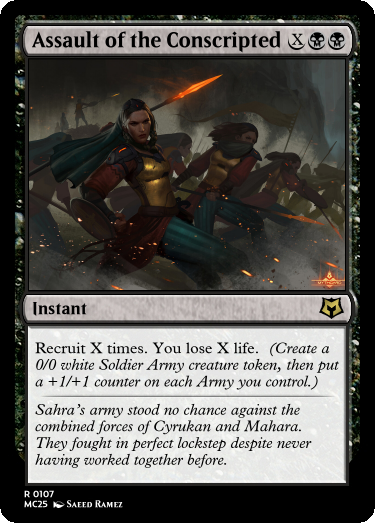 Assault of the Conscripted X
Instant
Recruit X times. You lose X life. (Create a
0/0 white Soldier Army creature token, then put
a +1/+1 counter on each Army you control.)
Sahra's army stood no chance against the
combined forces of Cyrukan and Mahara.
They fought in perfect lockstep despite never
having worked together before.
R 0107
MC25 Saeed Ramez